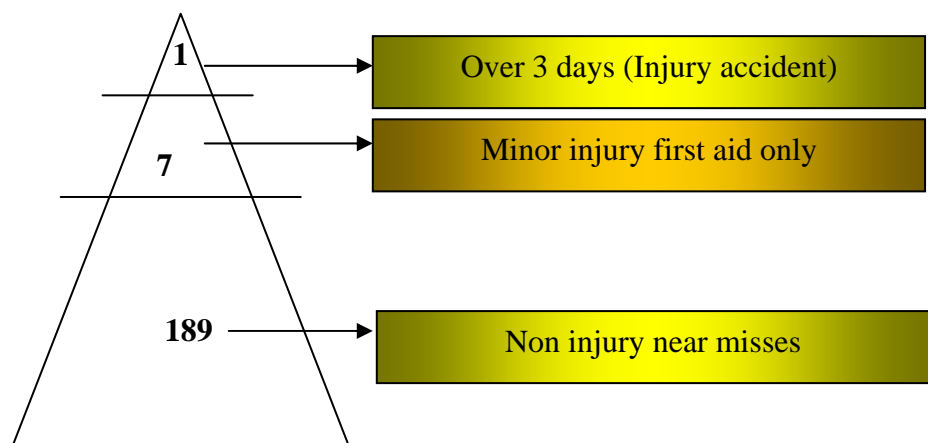 1
Over 3 days (Injury accident)
7
Minor injury first aid only
189
Non injury near misses